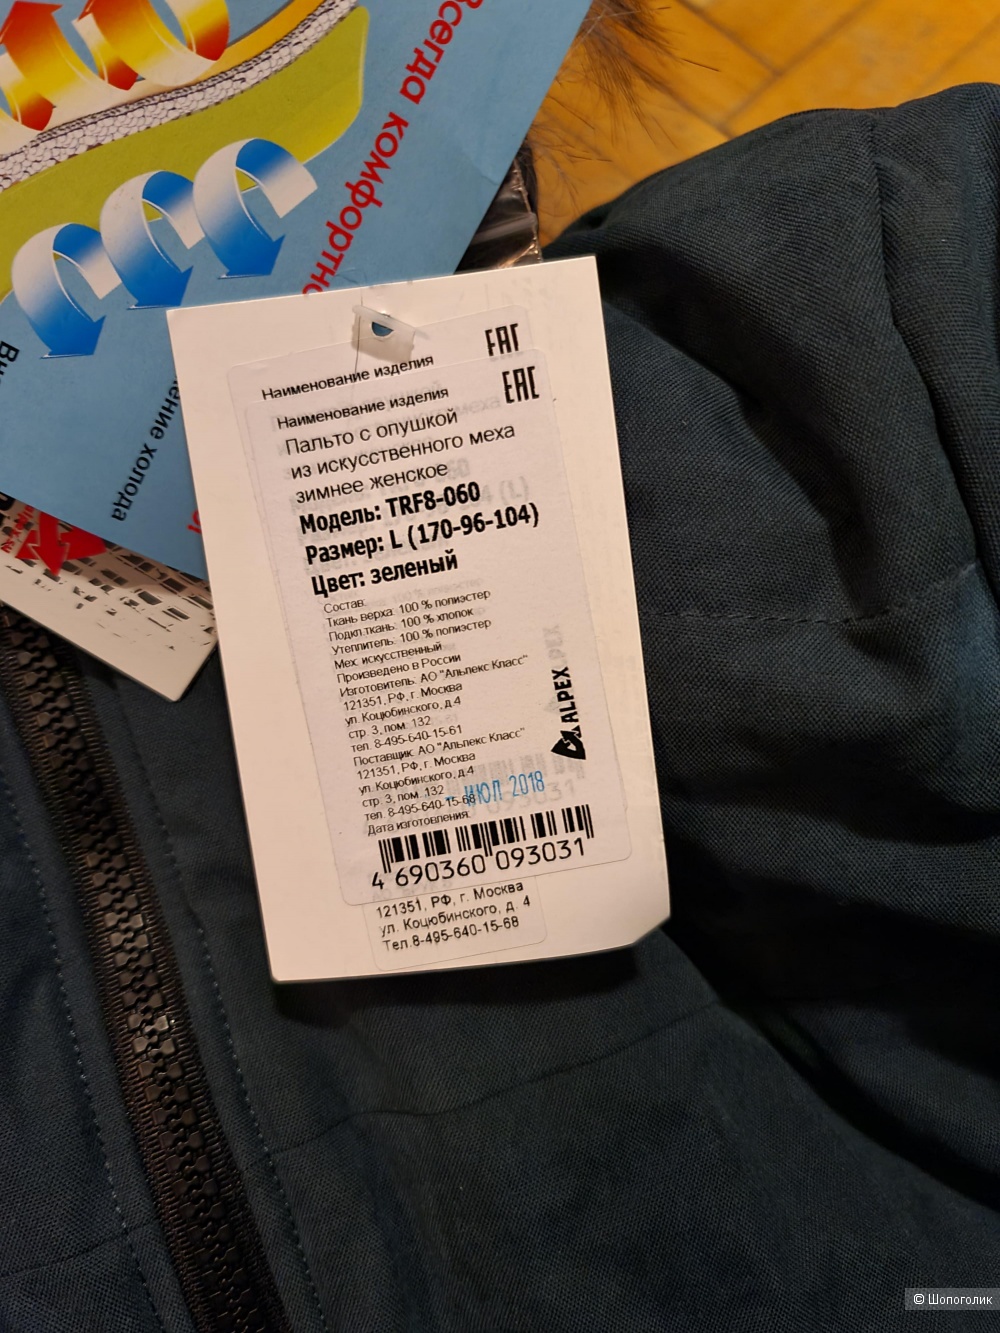 Всегда комфортно
ение холода
Наименование изделия
EAC
Наименование изделия
EAC
Пальто с опушкой
из искусственного меха
зимнее женское
Модель: TRF8-060
Размер: L (170-96-104)
Цвет: зеленый
Состав:
Ткань верха: 100 % полиэстер
Подкл.ткань: 100 % хлопок
Утеплитель: 100 % полиэстер
Мех: искусственный
Произведено в России
Изготовитель: АО "Альпекс Класс"
121351, РФ, г. Москва
ул. Коцюбинского, д.4
стр. 3, пом. 132
тел. 8-495-640-15-61
Поставщик: АО "Альпекс Класс"
121351, РФ, г. Москва
ул. Коцюбинского, д.4
стр. 3, пом. 132
тел. 8-495-640-15-68
Дата изготовления:
ИЮЛ 2018
ALPEX
4 690360 093031
121351, РФ, г. Москва
ул. Коцюбинского, д. 4
Тел.8-495-640-15-68
© Шопоголик